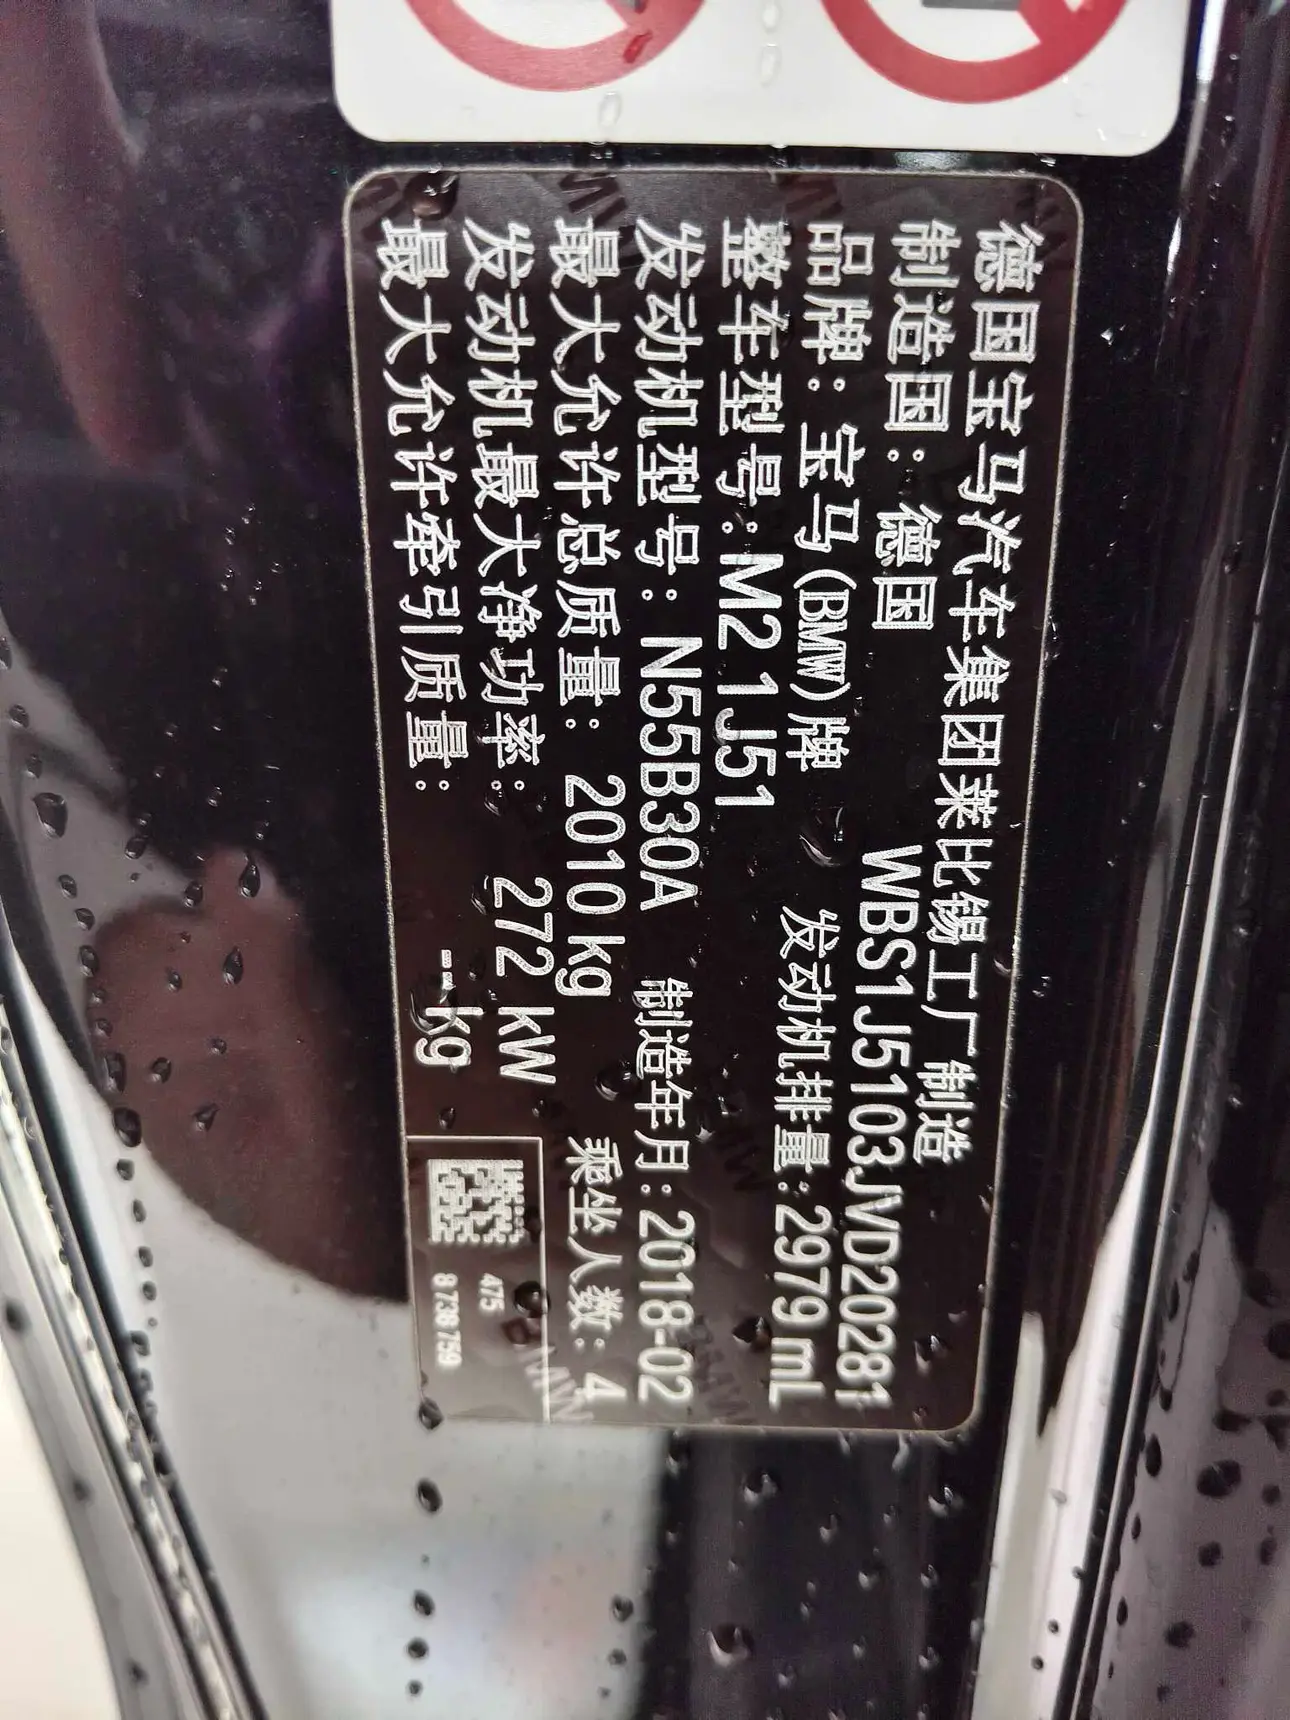 德国宝马汽车集团莱比锡工厂制造
制造国：德国 WBS1J5103JVD20281
品牌：宝马(BMW)牌 发动机排量：2979 mL
整车型号：M2 1J51
发动机型号：N55B30A 制造年月：2018-02
最大允许总质量：2010 kg 乘坐人数：4
发动机最大净功率：272 kW
最大允许牵引质量：--kg
475
8 738 759